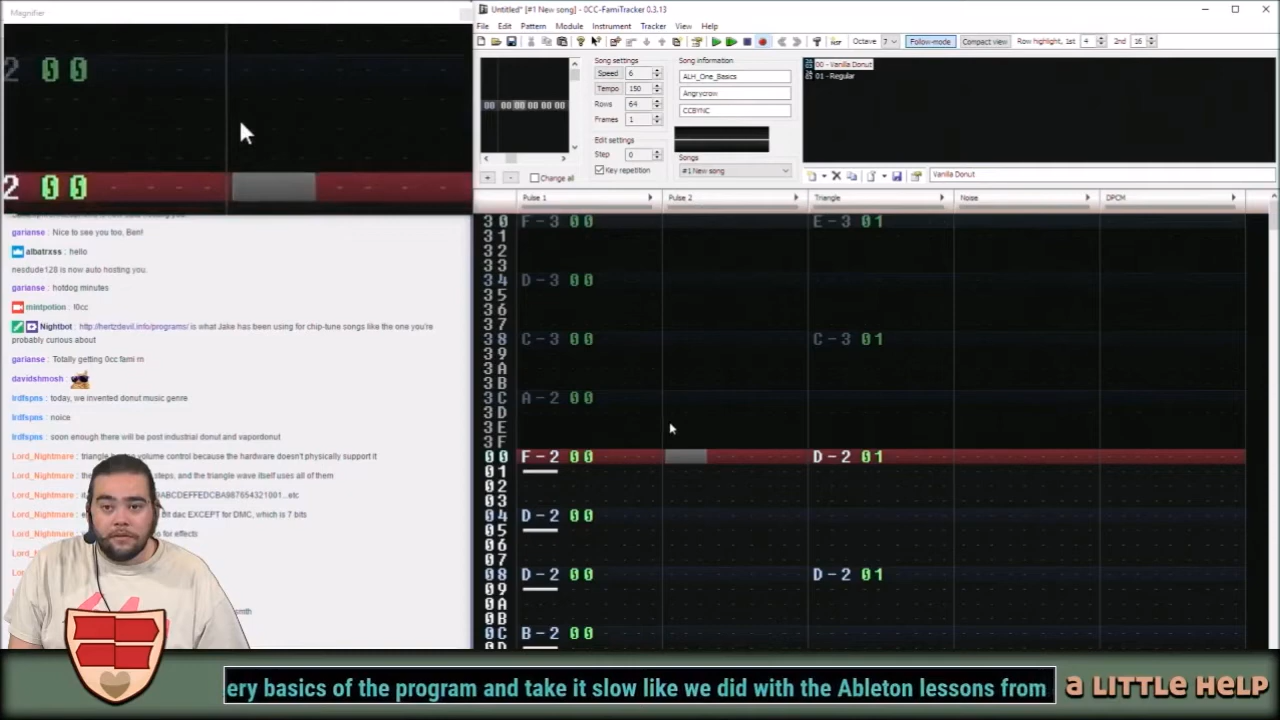 Magnifier
2 00
2 00
garianse : Nice to see you too, Ben!
albatrxss : hello
nesdude128 is now auto hosting you.
garianse : hotdog minutes
mintpotion : l0cc
Nightbot : http://hertzdevil.info/programs/ is what Jake has been using for chip-tune songs like the one you're
probably curious about
garianse : Totally getting 0cc fami rn
davidshmosh :
lrdfspns : today, we invented donut music genre
lrdfspns : noice
lrdfspns : soon enough there will be post industrial donut and vapordonut
Lord_Nightmare : triangle volume control because the hardware doesn't physically support it
Lord_Nightmare : steps, and the triangle wave itself uses all of them
Lord_Nightmare ABCDEFFEDCBA987654321001...etc
Lord_Nightmare dac EXCEPT for DMC, which is 7 bits
Lord_Nightmare for effects
Untitled* [#1 New song] - 0CC-FamiTracker 0.3.13
File Edit Pattern Module Instrument Tracker View Help
Octave 7 Follow-mode Compact view Row highlight, 1st 4 2nd 16
Song settings
Speed 6
Tempo 150
Rows 64
Frames 1
Edit settings
Step 0
Key repetition
Change all
Song information
ALH_One_Basics
Angrycrow
CCBYNC
Songs
#1 New song
00 00 00 00 00 00
00 - Vanilla Donut
01 - Regular
Vanilla Donut
Pulse 1 Pulse 2 Triangle Noise DPCM
30 F-3 00 E-3 01
31
32
33
34 D-3 00
35
36
37
38 C-3 00 C-3 01
39
3A
3B
3C A-2 00
3D
3E
3F
00 F-2 00 D-2 01
01
02
03
04 D-2 00
05
06
07
08 D-2 00 D-2 01
09
0A
0B
0C B-2 00
0D
ery basics of the program and take it slow like we did with the Ableton lessons from
A LITTLE HELP